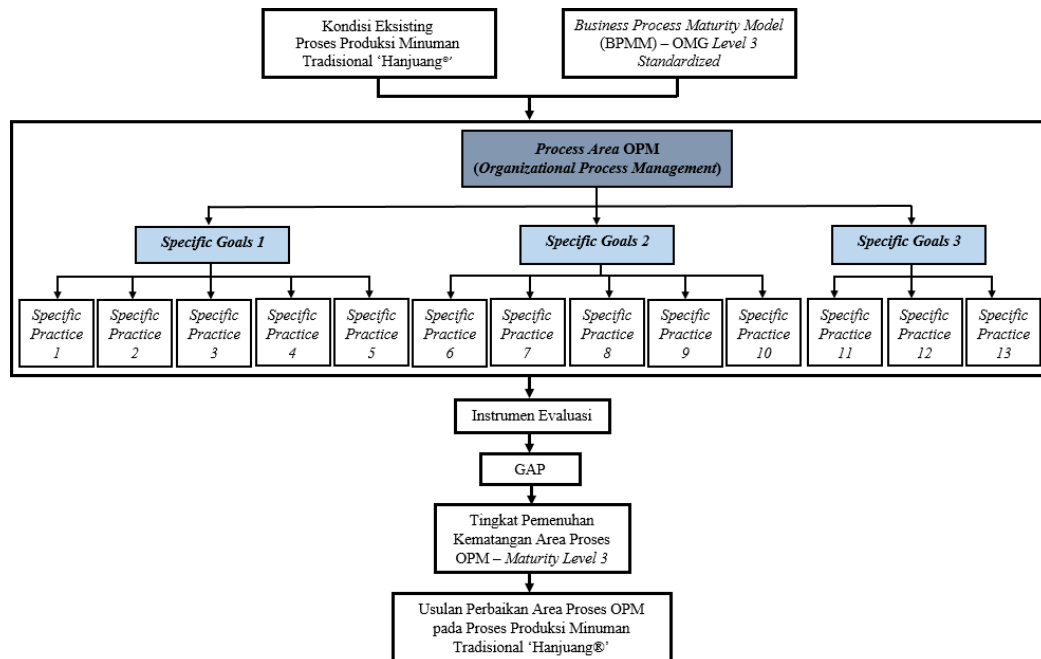 Kondisi Eksisting
Proses Produksi Minuman
Tradisional ‘Hanjuang®’
Business Process Maturity Model
(BPMM) – OMG Level 3
Standardized
Process Area OPM
(Organizational Process Management)
Specific Goals 1
Specific Goals 2
Specific Goals 3
Specific
Practice
1
Specific
Practice
2
Specific
Practice
3
Specific
Practice
4
Specific
Practice
5
Specific
Practice
6
Specific
Practice
7
Specific
Practice
8
Specific
Practice
9
Specific
Practice
10
Specific
Practice
11
Specific
Practice
12
Specific
Practice
13
Instrumen Evaluasi
GAP
Tingkat Pemenuhan
Kematangan Area Proses
OPM – Maturity Level 3
Usulan Perbaikan Area Proses OPM
pada Proses Produksi Minuman
Tradisional ‘Hanjuang®’